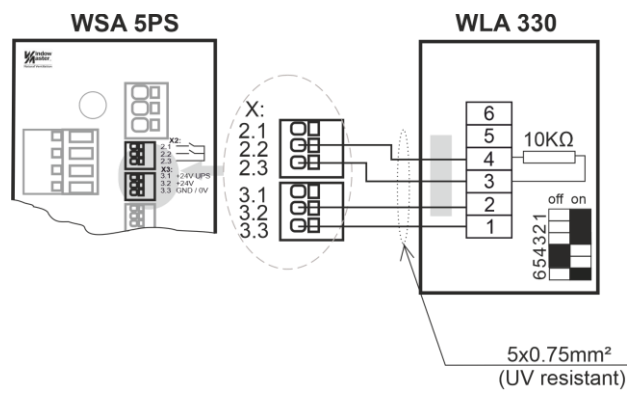 WSA 5PS
WLA 330
Window
Master
X2:
2.1
2.2
2.3
X3:
3.1 +24V UPS
3.2 +24V
3.3 GND / 0V
X:
2.1
2.2
2.3
3.1
3.2
3.3
6
5
4
3
2
1
10KΩ
off on
654321
5x0.75mm²
(UV resistant)